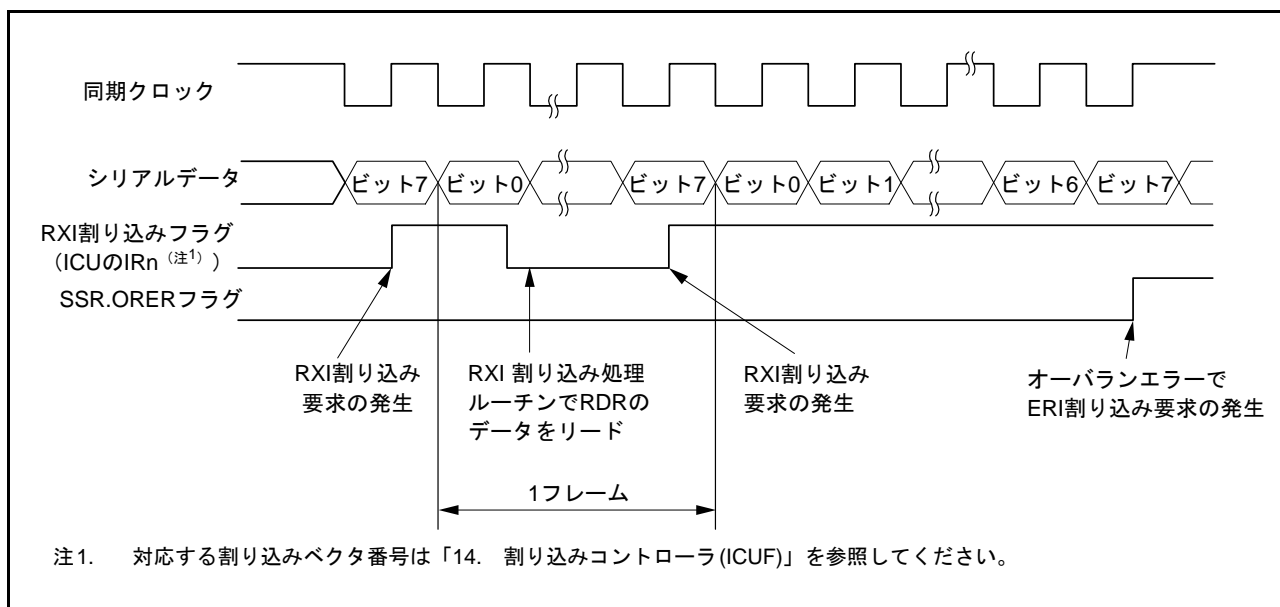 同期クロック
シリアルデータ
ビット7 ビット0 ビット7 ビット0 ビット1 ビット6 ビット7
RXI割り込みフラグ
（ICUのIRn（注1））
SSR.ORERフラグ
RXI割り込み
要求の発生
RXI 割り込み処理
ルーチンでRDRの
データをリード
RXI割り込み
要求の発生
オーバランエラーで
ERI割り込み要求の発生
1フレーム
注1. 対応する割り込みベクタ番号は「14. 割り込みコントローラ(ICUF)」を参照してください。